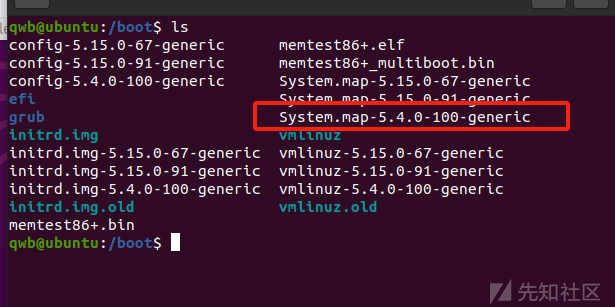 qwb@ubuntu:/boot$ ls
config-5.15.0-67-generic memtest86+.elf
config-5.15.0-91-generic memtest86+_multiboot.bin
config-5.4.0-100-generic System.map-5.15.0-67-generic
efi System.map-5.15.0-91-generic
grub System.map-5.4.0-100-generic
initrd.img vmlinuz
initrd.img-5.15.0-67-generic vmlinuz-5.15.0-67-generic
initrd.img-5.15.0-91-generic vmlinuz-5.15.0-91-generic
initrd.img-5.4.0-100-generic vmlinuz-5.4.0-100-generic
initrd.img.old vmlinuz.old
memtest86+.bin
qwb@ubuntu:/boot$
先知社区